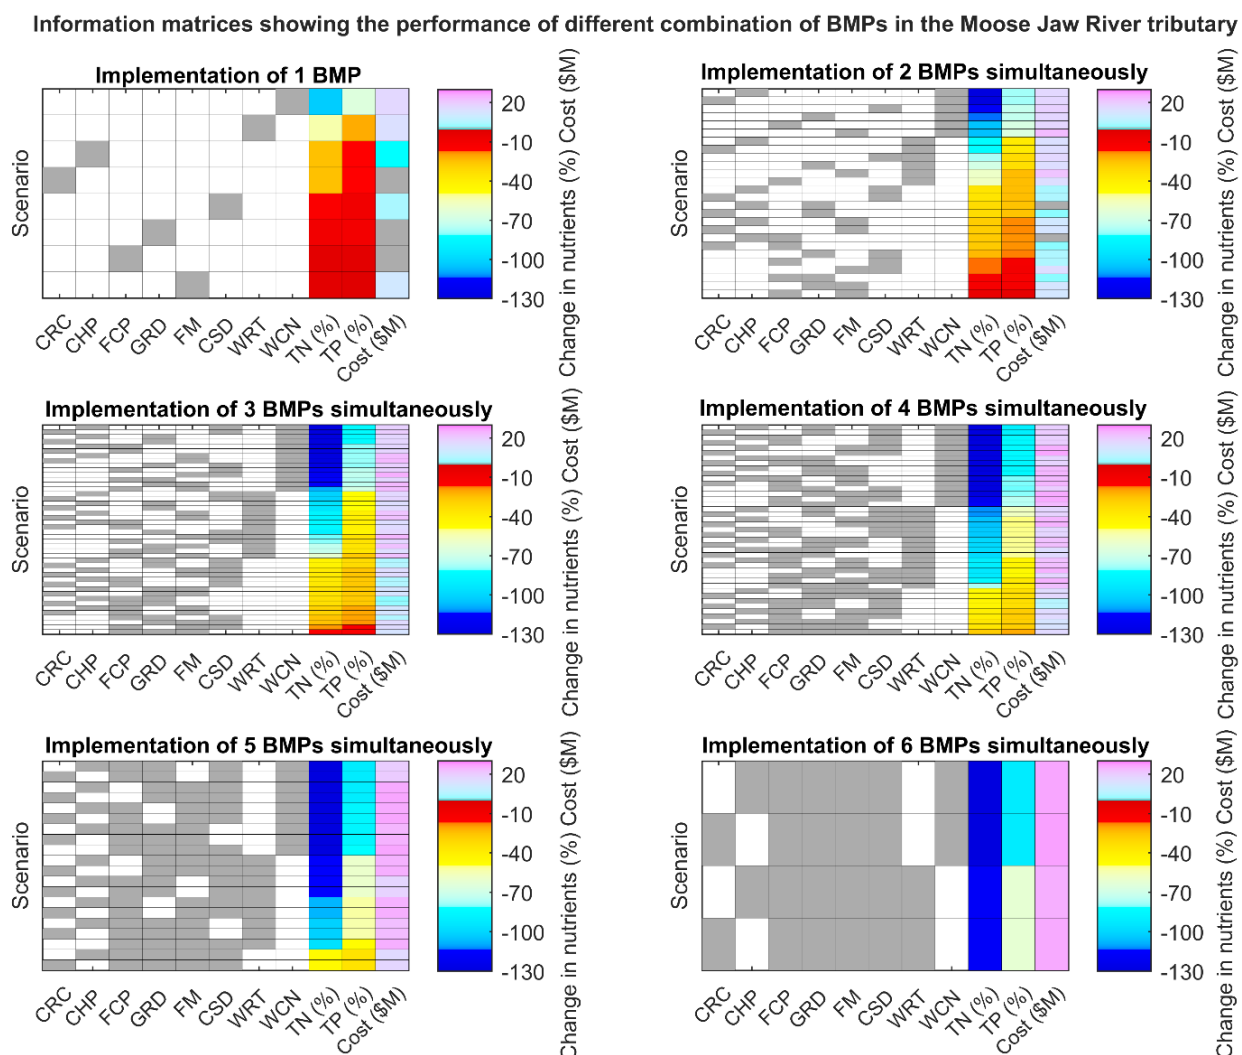 Information matrices showing the performance of different combination of BMPs in the Moose Jaw River tributary
Implementation of 1 BMP
Scenario
CRC
CHP
FCP
GRD
FM
CSD
WRT
WCN
TN (%)
TP (%)
Cost ($M)
20
-10
-40
-70
-100
-130
Change in nutrients (%) Cost ($M)
Implementation of 2 BMPs simultaneously
Scenario
CRC
CHP
FCP
GRD
FM
CSD
WRT
WCN
TN (%)
TP (%)
Cost ($M)
20
-10
-40
-70
-100
-130
Change in nutrients (%) Cost ($M)
Implementation of 3 BMPs simultaneously
Scenario
CRC
CHP
FCP
GRD
FM
CSD
WRT
WCN
TN (%)
TP (%)
Cost ($M)
20
-10
-40
-70
-100
-130
Change in nutrients (%) Cost ($M)
Implementation of 4 BMPs simultaneously
Scenario
CRC
CHP
FCP
GRD
FM
CSD
WRT
WCN
TN (%)
TP (%)
Cost ($M)
20
-10
-40
-70
-100
-130
Change in nutrients (%) Cost ($M)
Implementation of 5 BMPs simultaneously
Scenario
CRC
CHP
FCP
GRD
FM
CSD
WRT
WCN
TN (%)
TP (%)
Cost ($M)
20
-10
-40
-70
-100
-130
Change in nutrients (%) Cost ($M)
Implementation of 6 BMPs simultaneously
Scenario
CRC
CHP
FCP
GRD
FM
CSD
WRT
WCN
TN (%)
TP (%)
Cost ($M)
20
-10
-40
-70
-100
-130
Change in nutrients (%) Cost ($M)